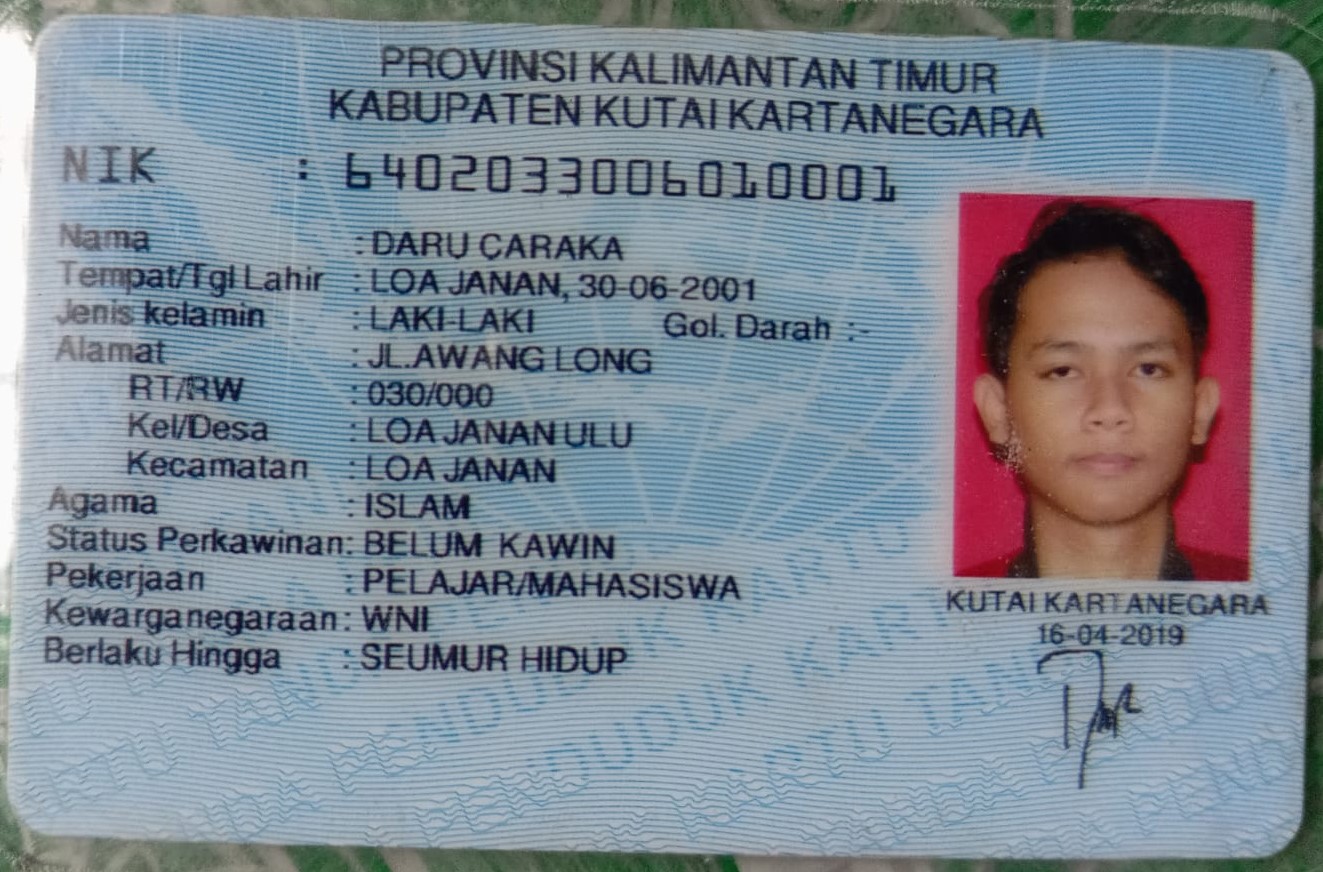 PROVINSI KALIMANTAN TIMUR
KABUPATEN KUTAI KARTANEGARA
NIK : 6402033006010001
Nama : DARU CARAKA
Tempat/Tgl Lahir : LOA JANAN, 30-06-2001
Jenis kelamin : LAKI-LAKI Gol. Darah :-
Alamat : JL.AWANG LONG
RT/RW : 030/000
Kel/Desa : LOA JANAN ULU
Kecamatan : LOA JANAN
Agama : ISLAM
Status Perkawinan: BELUM KAWIN
Pekerjaan : PELAJAR/MAHASISWA
Kewarganegaraan: WNI
Berlaku Hingga : SEUMUR HIDUP
KUTAI KARTANEGARA
16-04-2019